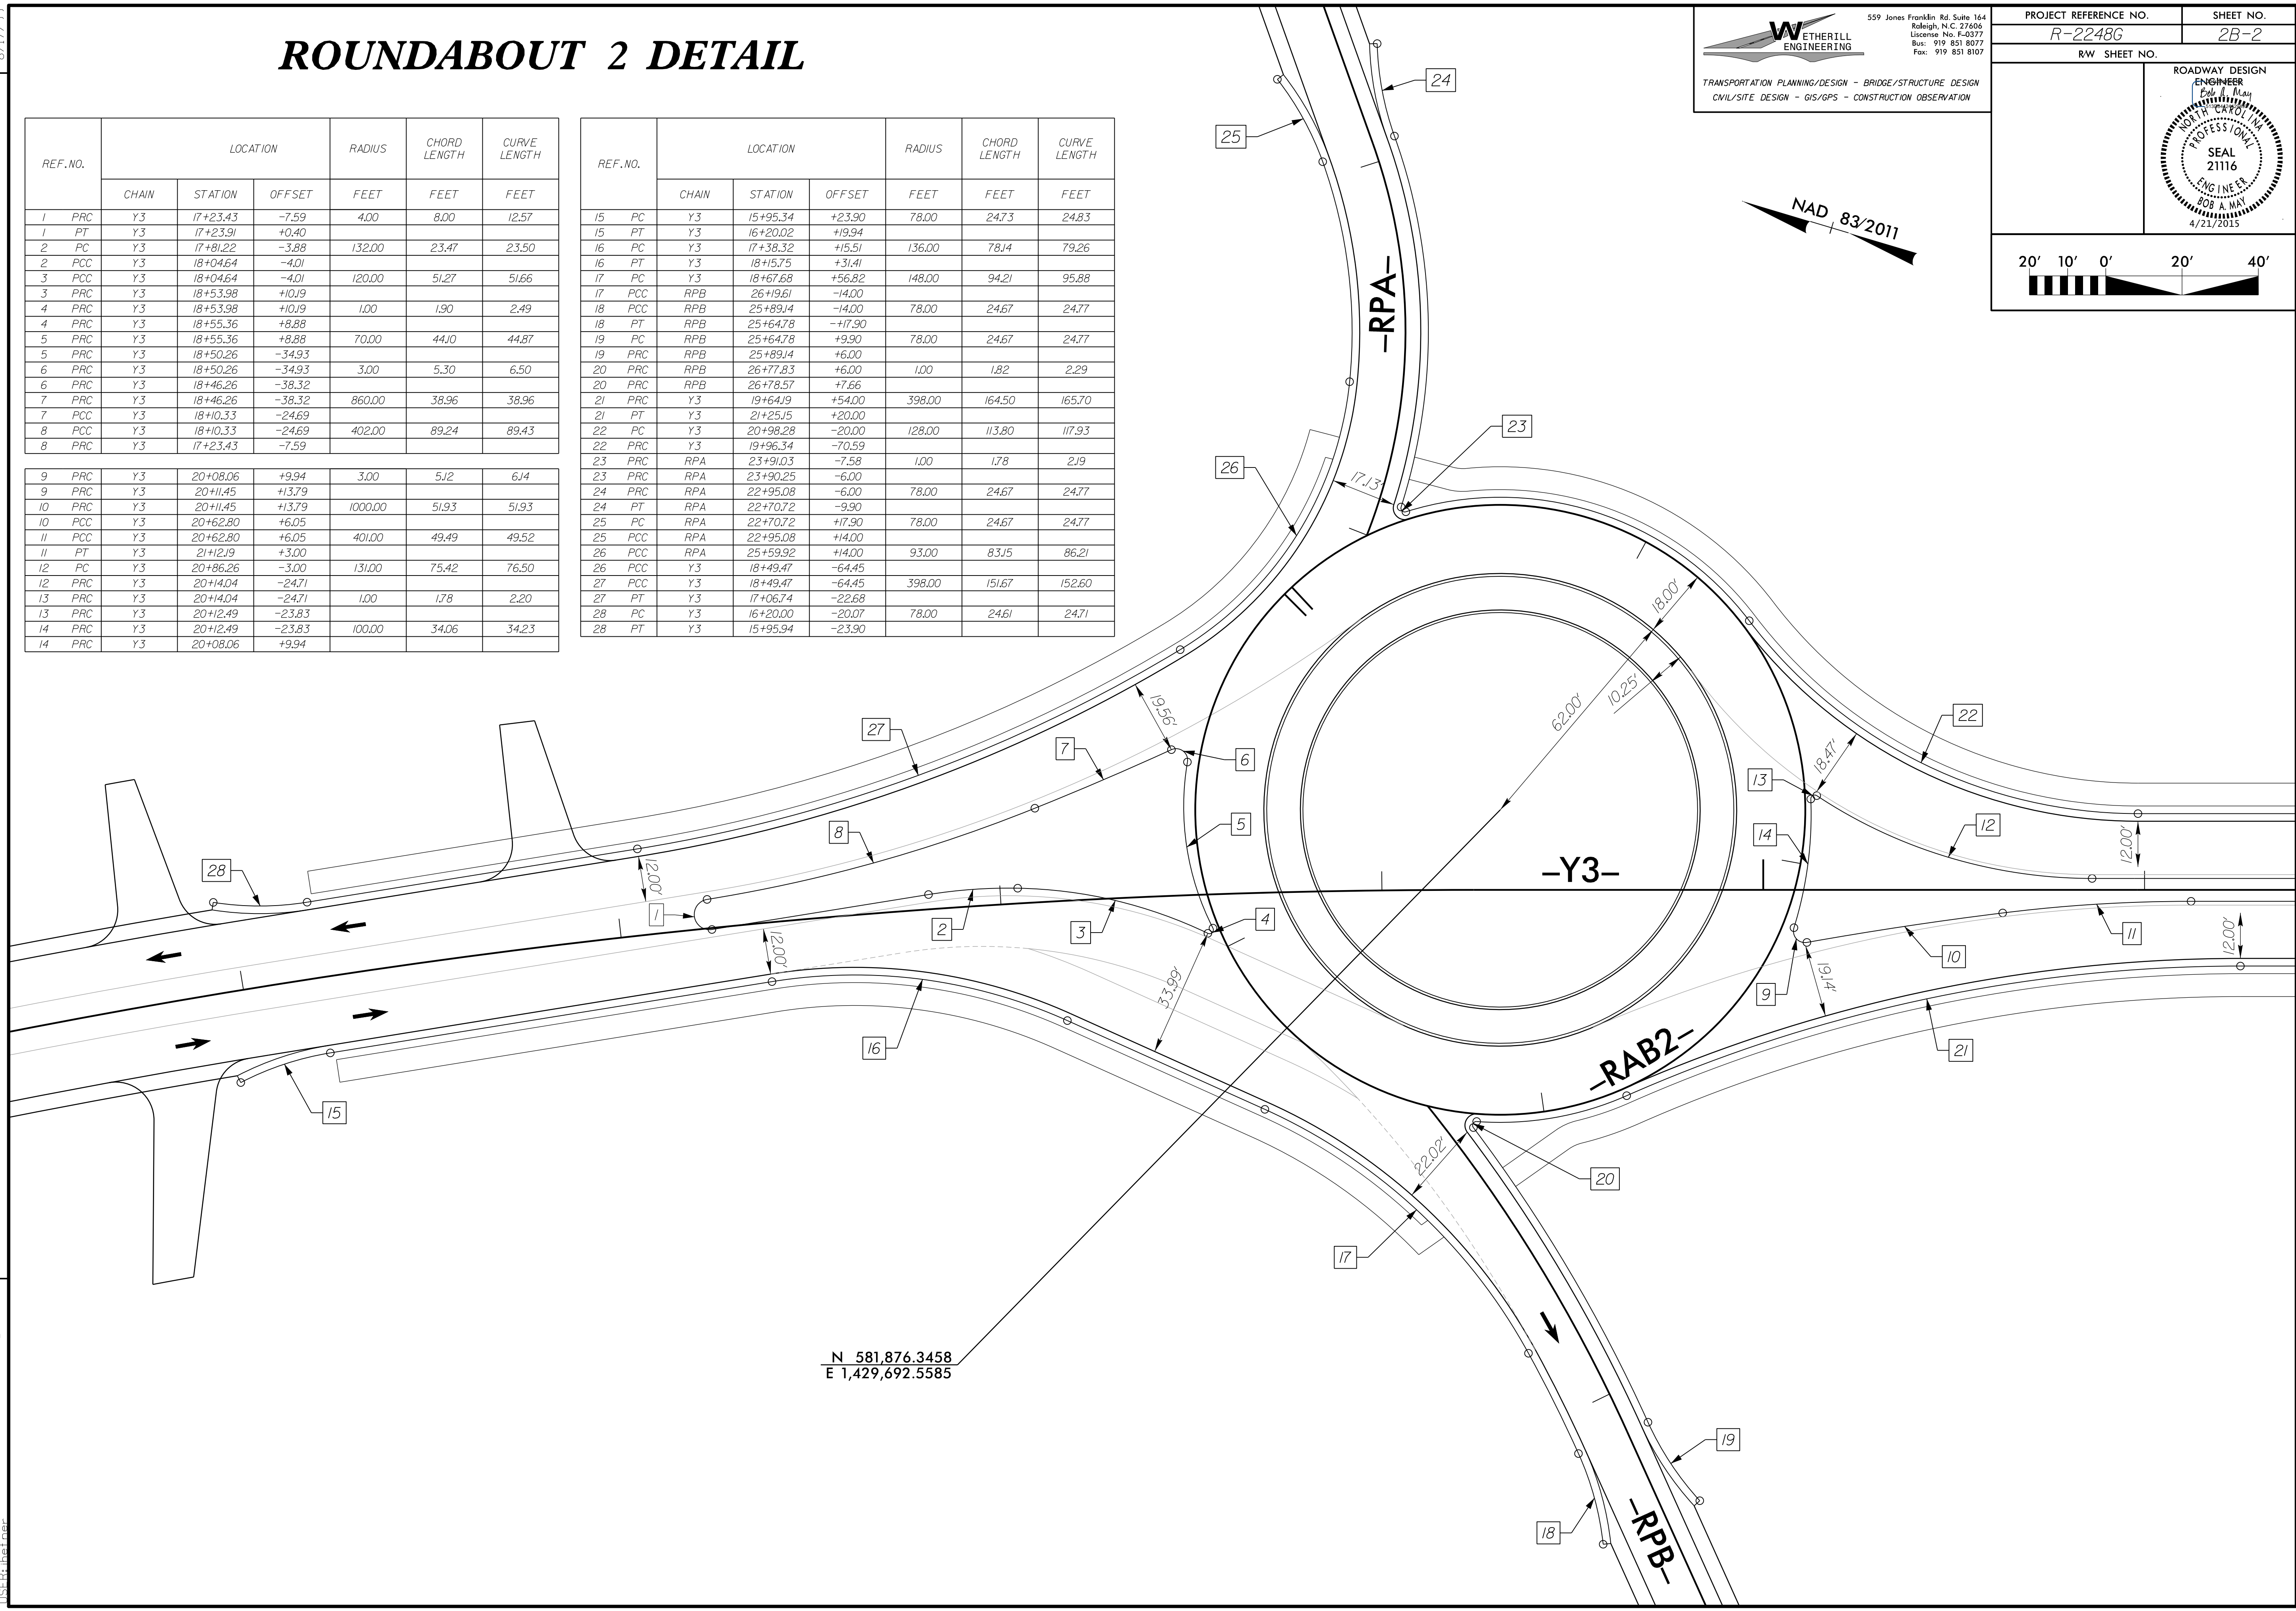 ROUNDABOUT 2 DETAIL
WETHERILL
ENGINEERING
559 Jones Franklin Rd. Suite 164
Raleigh, N.C. 27606
Liscense No. F-0377
Bus: 919 851 8077
Fax: 919 851 8107
TRANSPORTATION PLANNING/DESIGN - BRIDGE/STRUCTURE DESIGN
CIVIL/SITE DESIGN - GIS/GPS - CONSTRUCTION OBSERVATION
PROJECT REFERENCE NO. SHEET NO.
R-2248G 2B-2
R/W SHEET NO.
ROADWAY DESIGN
ENGINEER
Bob A. May
NORTH CAROLINA
PROFESSIONAL
SEAL
21116
ENGINEER
BOB A. MAY
4/21/2015
20' 10' 0' 20' 40'
NAD 83/2011
REF.NO. LOCATION RADIUS CHORD LENGTH CURVE LENGTH
CHAIN STATION OFFSET FEET FEET FEET
1 PRC Y3 17+23.43 -7.59 4.00 8.00 12.57
1 PT Y3 17+23.91 +0.40
2 PC Y3 17+81.22 -3.88 132.00 23.47 23.50
2 PCC Y3 18+04.64 -4.01
3 PCC Y3 18+04.64 -4.01 120.00 51.27 51.66
3 PRC Y3 18+53.98 +10.19
4 PRC Y3 18+53.98 +10.19 1.00 1.90 2.49
4 PRC Y3 18+55.36 +8.88
5 PRC Y3 18+55.36 +8.88 70.00 44.10 44.87
5 PRC Y3 18+50.26 -34.93
6 PRC Y3 18+50.26 -34.93 3.00 5.30 6.50
6 PRC Y3 18+46.26 -38.32
7 PRC Y3 18+46.26 -38.32 860.00 38.96 38.96
7 PCC Y3 18+10.33 -24.69
8 PCC Y3 18+10.33 -24.69 402.00 89.24 89.43
8 PRC Y3 17+23.43 -7.59
9 PRC Y3 20+08.06 +9.94 3.00 5.12 6.14
9 PRC Y3 20+11.45 +13.79
10 PRC Y3 20+11.45 +13.79 1000.00 51.93 51.93
10 PCC Y3 20+62.80 +6.05
11 PCC Y3 20+62.80 +6.05 401.00 49.49 49.52
11 PT Y3 21+12.19 +3.00
12 PC Y3 20+86.26 -3.00 131.00 75.42 76.50
12 PRC Y3 20+14.04 -24.71
13 PRC Y3 20+14.04 -24.71 1.00 1.78 2.20
13 PRC Y3 20+12.49 -23.83
14 PRC Y3 20+12.49 -23.83 100.00 34.06 34.23
14 PRC Y3 20+08.06 +9.94
REF.NO. LOCATION RADIUS CHORD LENGTH CURVE LENGTH
CHAIN STATION OFFSET FEET FEET FEET
15 PC Y3 15+95.34 +23.90 78.00 24.73 24.83
15 PT Y3 16+20.02 +19.94
16 PC Y3 17+38.32 +15.51 136.00 78.14 79.26
16 PT Y3 18+15.75 +31.41
17 PC Y3 18+67.68 +56.82 148.00 94.21 95.88
17 PCC RPB 26+19.61 -14.00
18 PCC RPB 25+89.14 -14.00 78.00 24.67 24.77
18 PT RPB 25+64.78 -+17.90
19 PC RPB 25+64.78 +9.90 78.00 24.67 24.77
19 PRC RPB 25+89.14 +6.00
20 PRC RPB 26+77.83 +6.00 1.00 1.82 2.29
20 PRC RPB 26+78.57 +7.66
21 PRC Y3 19+64.19 +54.00 398.00 164.50 165.70
21 PT Y3 21+25.15 +20.00
22 PC Y3 20+98.28 -20.00 128.00 113.80 117.93
22 PRC Y3 19+96.34 -70.59
23 PRC RPA 23+91.03 -7.58 1.00 1.78 2.19
23 PRC RPA 23+90.25 -6.00
24 PRC RPA 22+95.08 -6.00 78.00 24.67 24.77
24 PT RPA 22+70.72 -9.90
25 PC RPA 22+70.72 +17.90 78.00 24.67 24.77
25 PCC RPA 22+95.08 +14.00
26 PCC RPA 25+59.92 +14.00 93.00 83.15 86.21
26 PCC Y3 18+49.47 -64.45
27 PCC Y3 18+49.47 -64.45 398.00 151.67 152.60
27 PT Y3 17+06.74 -22.68
28 PC Y3 16+20.00 -20.07 78.00 24.61 24.71
28 PT Y3 15+95.94 -23.90
24
25
-RPA-
23
26
17.13'
18.00'
62.00'
10.25'
19.56'
27
7
6
22
18.47'
13
5
8
14
12
12.00'
28
12.00'
-Y3-
1
2
3
4
12.00'
33.99'
11
12.00'
10
9
19.14'
16
-RAB2-
21
15
22.02'
20
17
N 581,876.3458
E 1,429,692.5585
19
18
-RPB-